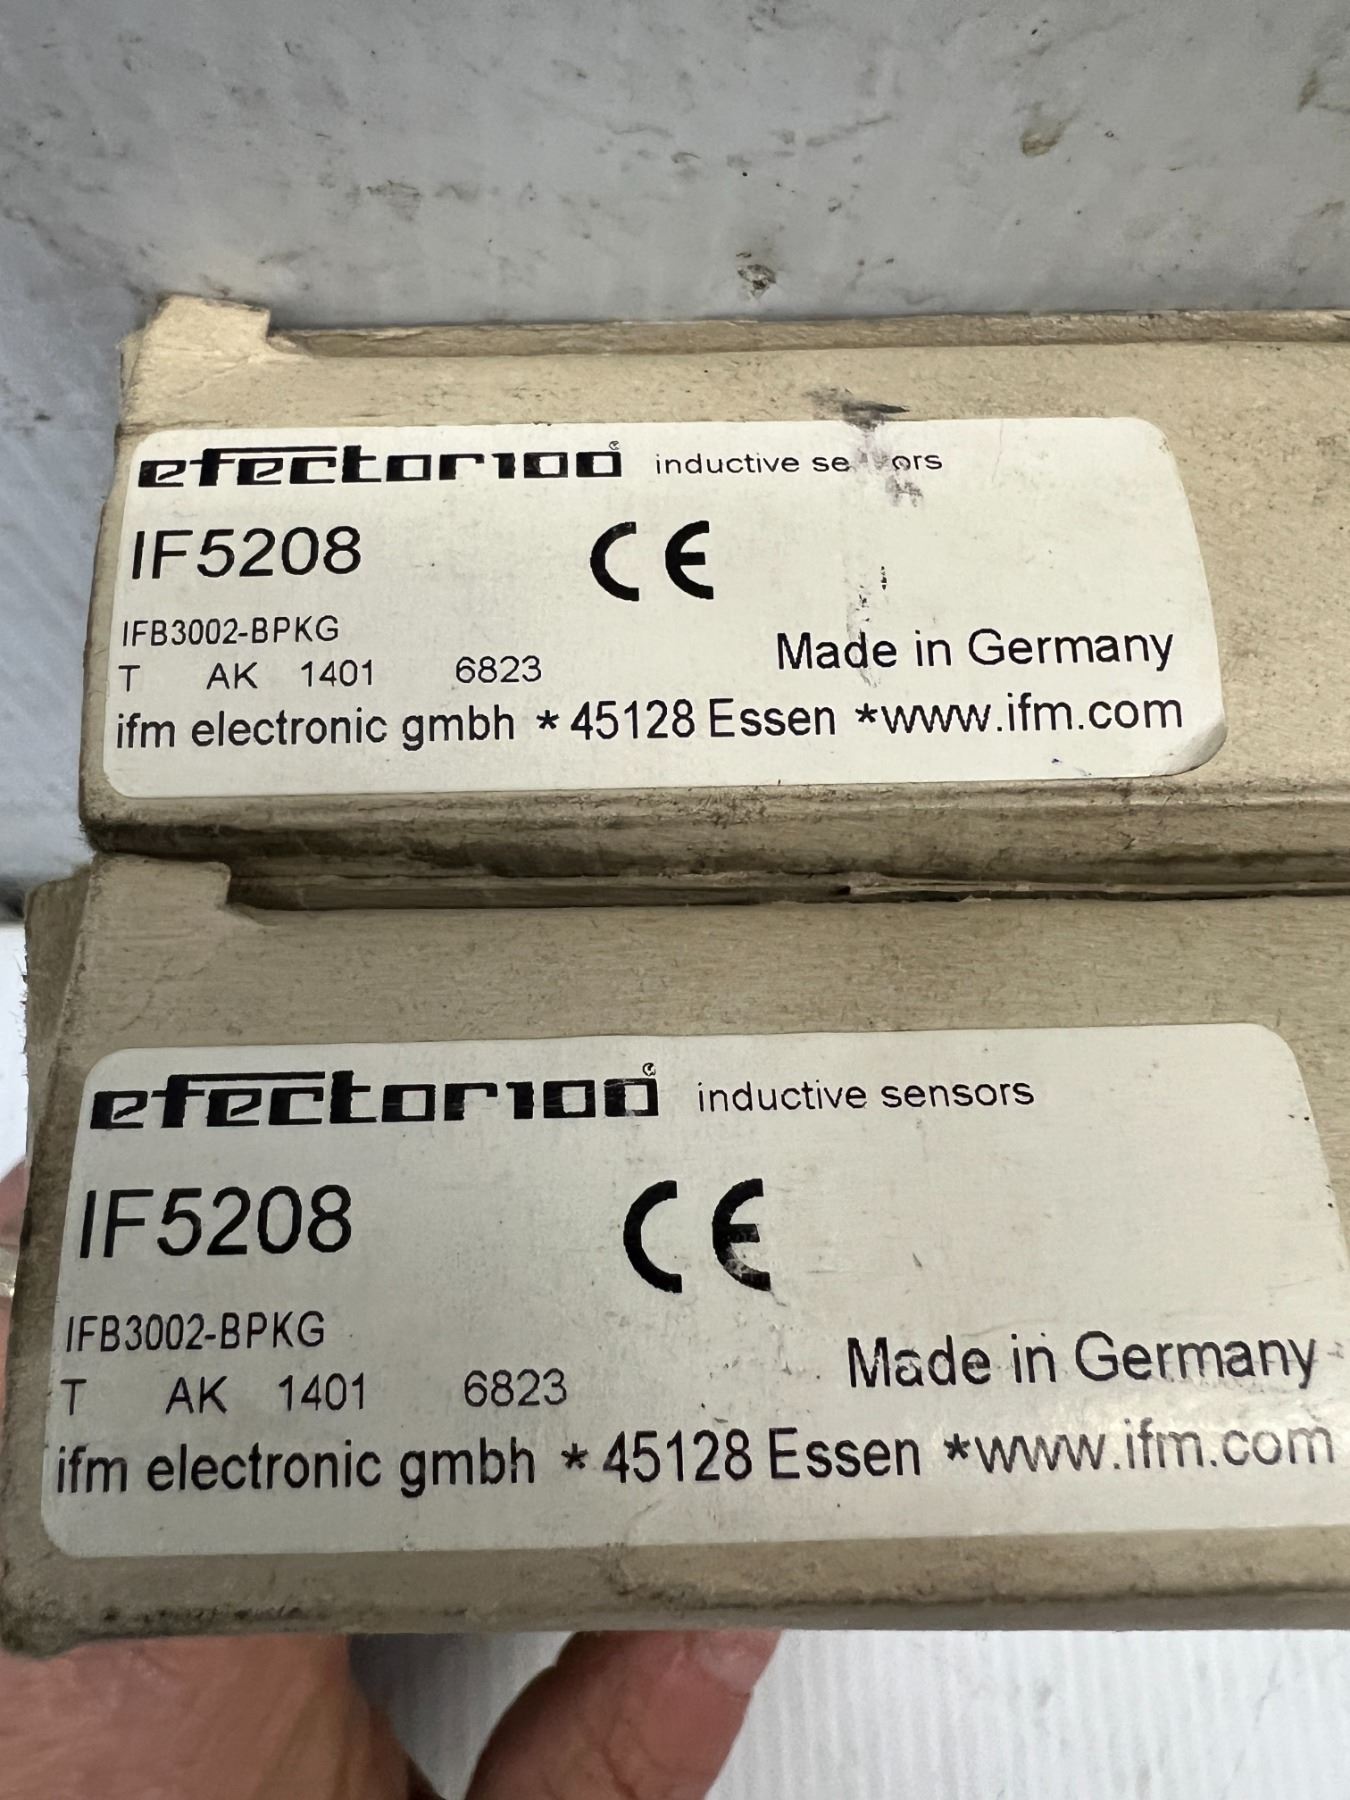 efector100 inductive sensors
IF5208 CE
IFB3002-BPKG
T AK 1401 6823 Made in Germany
ifm electronic gmbh * 45128 Essen *www.ifm.com
efector100 inductive sensors
IF5208 CE
IFB3002-BPKG
T AK 1401 6823 Made in Germany
ifm electronic gmbh * 45128 Essen *www.ifm.com